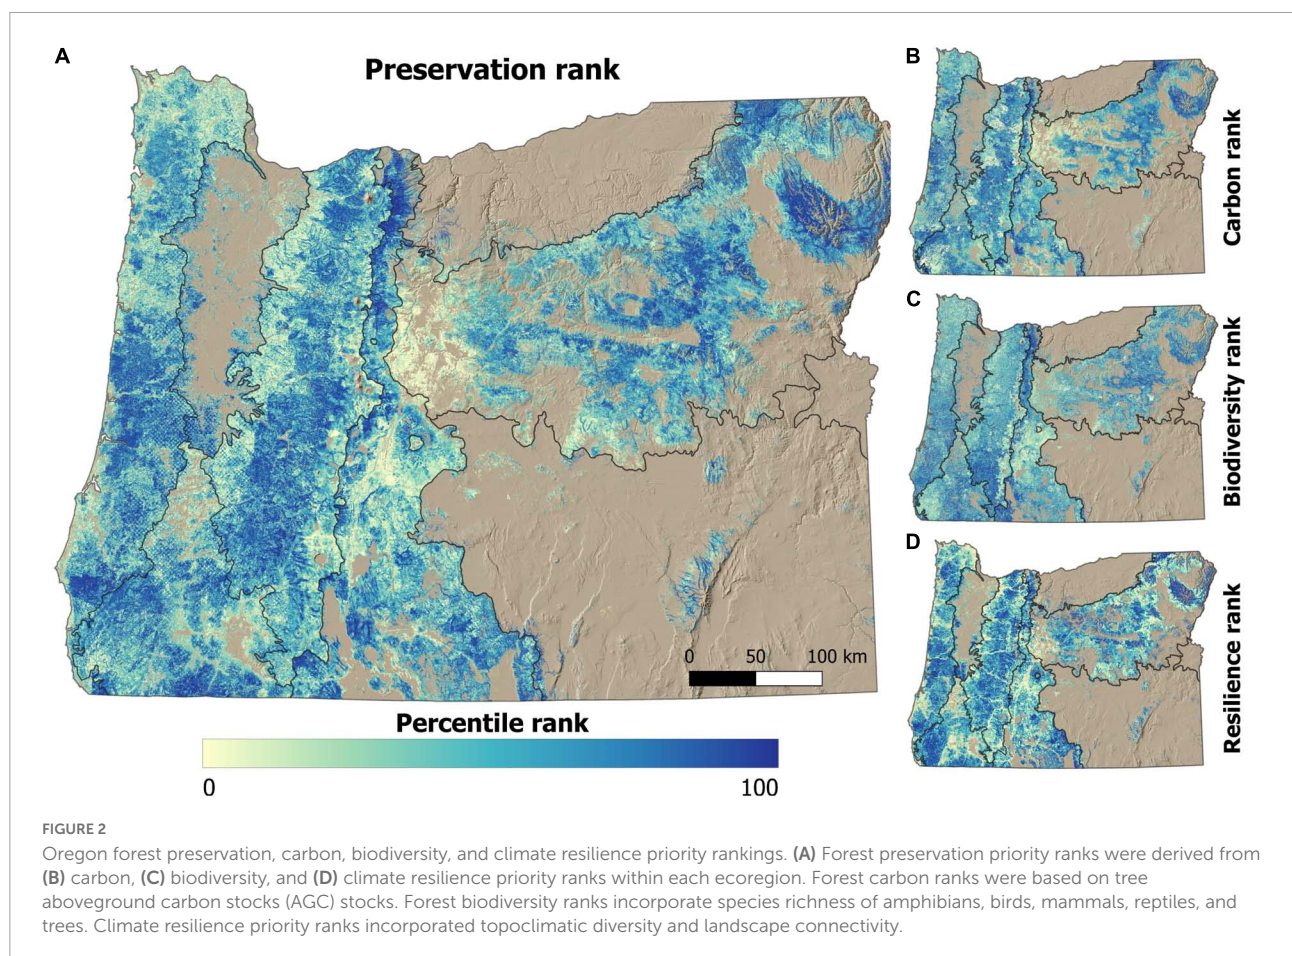 A
Preservation rank
0 50 100 km
Percentile rank
0 100
B
Carbon rank
C
Biodiversity rank
D
Resilience rank
FIGURE 2
Oregon forest preservation, carbon, biodiversity, and climate resilience priority rankings. (A) Forest preservation priority ranks were derived from
(B) carbon, (C) biodiversity, and (D) climate resilience priority ranks within each ecoregion. Forest carbon ranks were based on tree
aboveground carbon stocks (AGC) stocks. Forest biodiversity ranks incorporate species richness of amphibians, birds, mammals, reptiles, and
trees. Climate resilience priority ranks incorporated topoclimatic diversity and landscape connectivity.